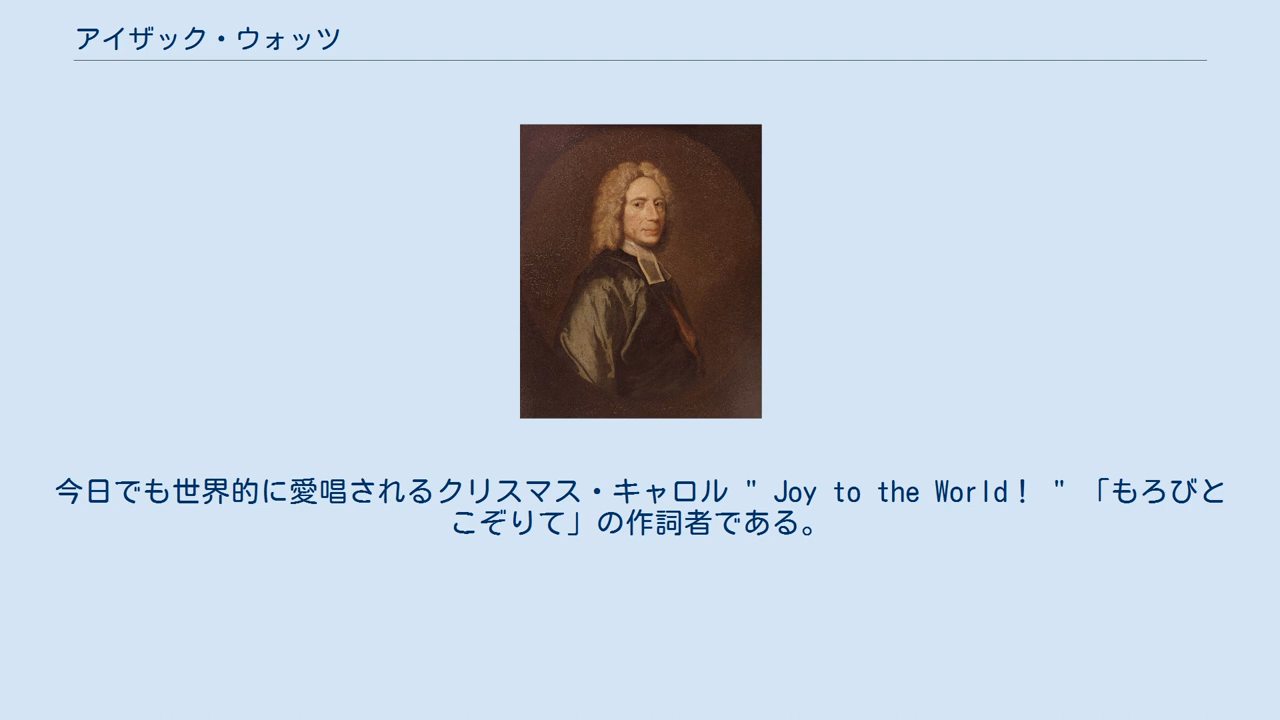 アイザック・ウォッツ
今日でも世界的に愛唱されるクリスマス・キャロル " Joy to the World！ " 「もろびと
こぞりて」の作詞者である。